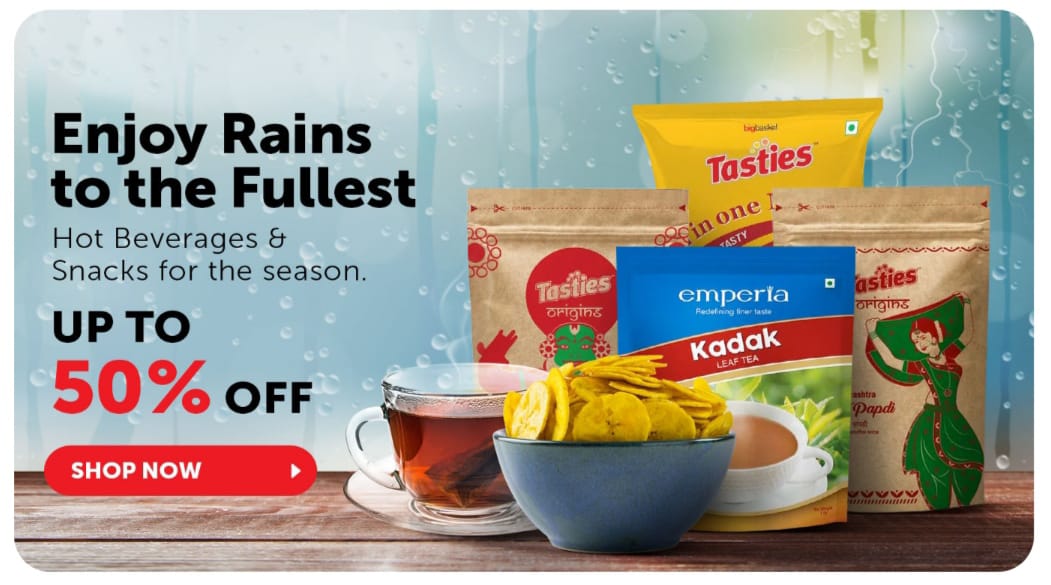 Enjoy Rains
to the Fullest
Hot Beverages &
Snacks for the season.
UP TO
50% OFF
SHOP NOW
bigbasket
Tasties
in one
TASTY
Tasties
origins
emperia
Redefining finer taste
Kadak
LEAF TEA
asties
origins
Papdi